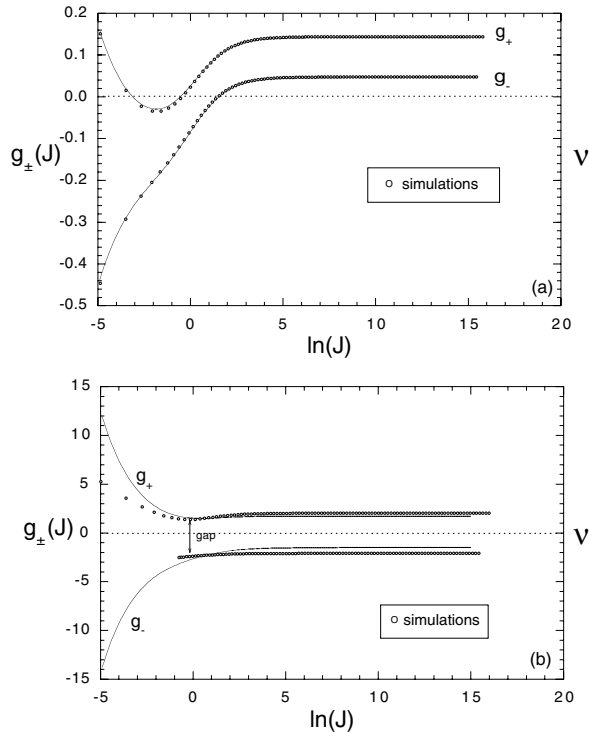 0.2
g+
0.1
0.0
g-
-0.1
g±(J)
ν
-0.2
o simulations
-0.3
-0.4
(a)
-0.5
-5 0 5 10 15 20
ln(J)
15
10
g+
5
g±(J)
0
gap
ν
-5
-10
g-
o simulations
(b)
-15
-5 0 5 10 15 20
ln(J)